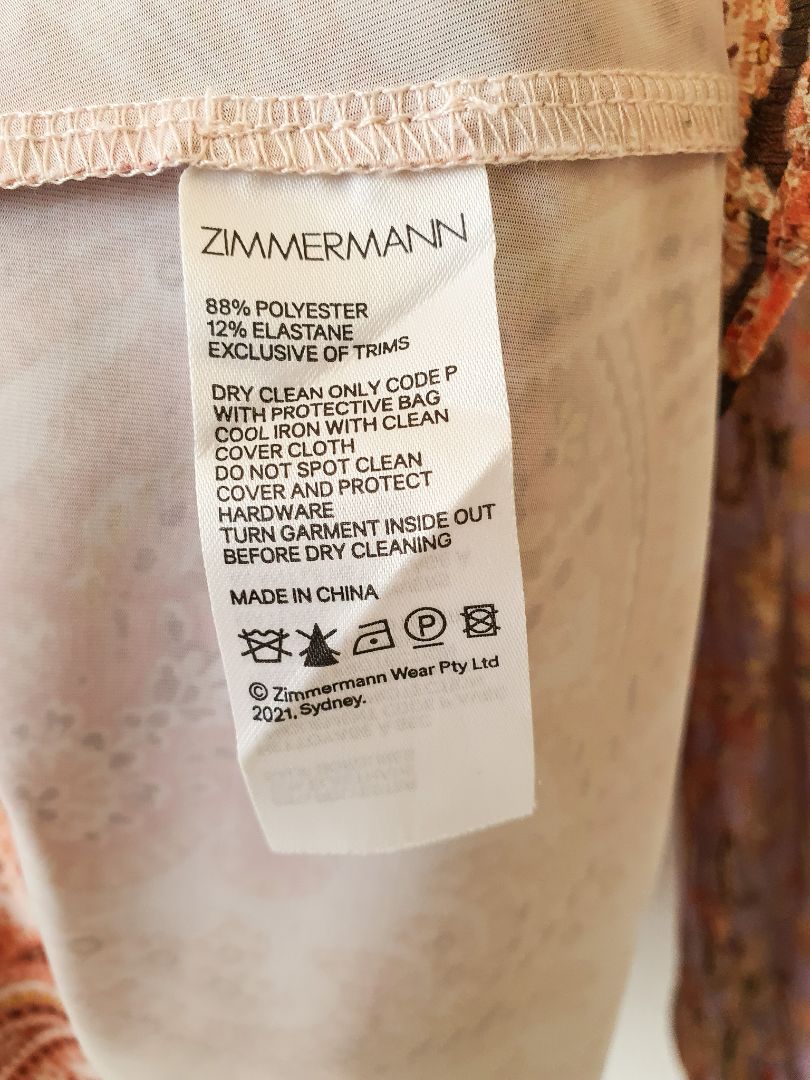 ZIMMERMANN
88% POLYESTER
12% ELASTANE
EXCLUSIVE OF TRIMS
DRY CLEAN ONLY CODE P
WITH PROTECTIVE BAG
COOL IRON WITH CLEAN
COVER CLOTH
DO NOT SPOT CLEAN
COVER AND PROTECT
HARDWARE
TURN GARMENT INSIDE OUT
BEFORE DRY CLEANING
MADE IN CHINA
P
© Zimmermann Wear Pty Ltd
2021. Sydney.